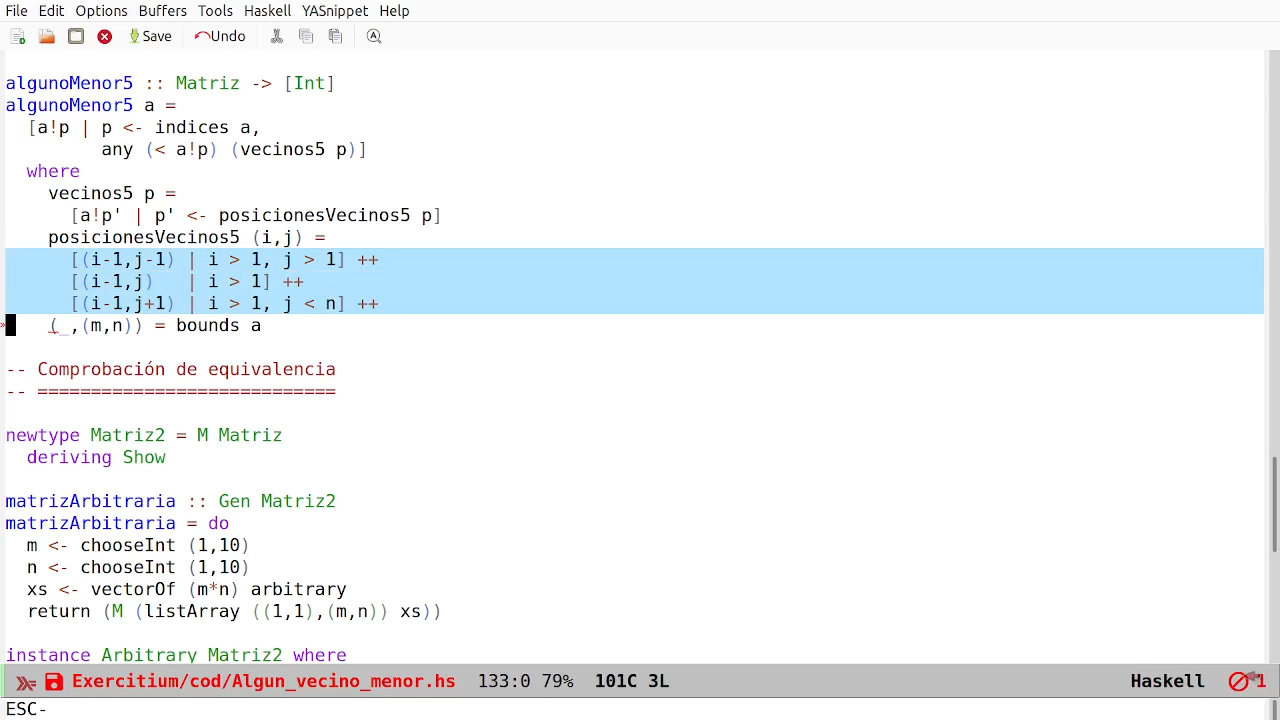 File Edit Options Buffers Tools Haskell YASnippet Help
Save Undo
algunoMenor5 :: Matriz -> [Int]
algunoMenor5 a =
  [a!p | p <- indices a,
         any (< a!p) (vecinos5 p)]
  where
    vecinos5 p =
      [a!p' | p' <- posicionesVecinos5 p]
    posicionesVecinos5 (i,j) =
      [(i-1,j-1) | i > 1, j > 1] ++
      [(i-1,j)   | i > 1] ++
      [(i-1,j+1) | i > 1, j < n] ++
    (_,(m,n)) = bounds a
-- Comprobación de equivalencia
-- ============================
newtype Matriz2 = M Matriz
  deriving Show
matrizArbitraria :: Gen Matriz2
matrizArbitraria = do
  m <- chooseInt (1,10)
  n <- chooseInt (1,10)
  xs <- vectorOf (m*n) arbitrary
  return (M (listArray ((1,1),(m,n)) xs))
instance Arbitrary Matriz2 where
Exercitium/cod/Algun_vecino_menor.hs 133:0 79% 101C 3L Haskell 1
ESC-